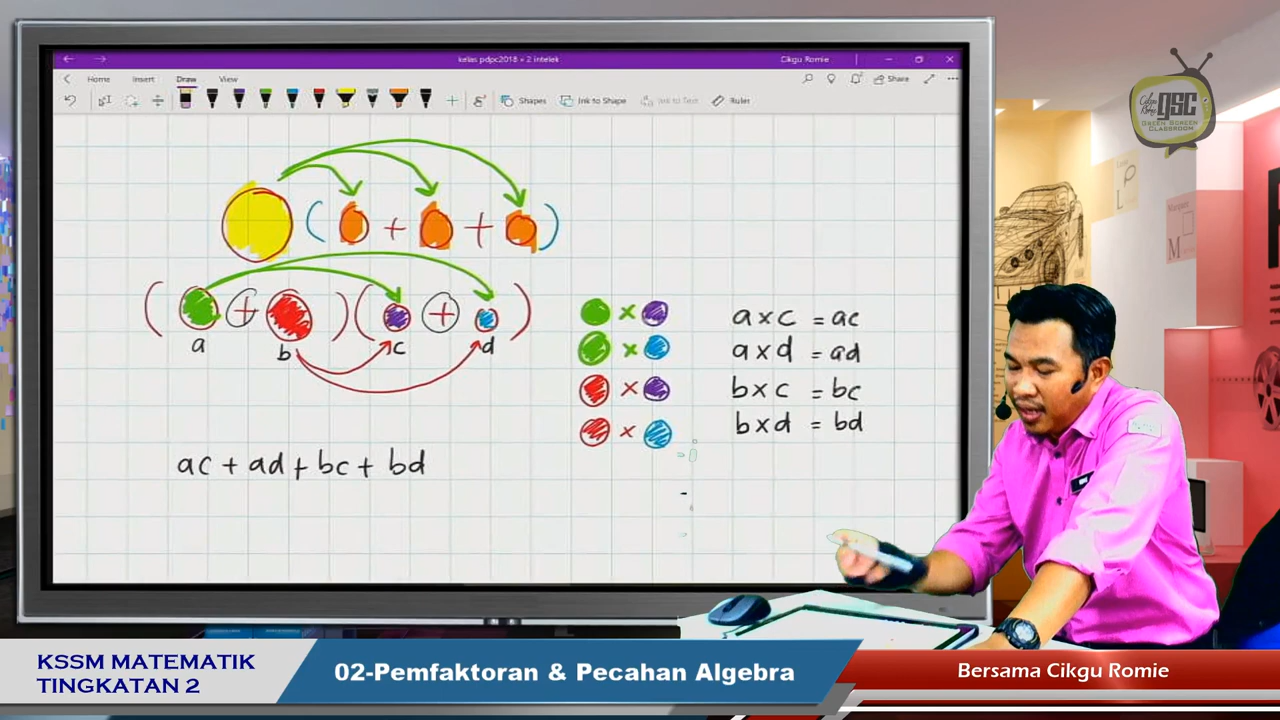 kelas pdpc2018 » 2 intelek
Cikgu Romie
Home Insert Draw View
Share
Shapes Ink to Shape Ink to Text Ruler
GSC
GREEN SCREEN
CLASSROOM
( + + )
( + ) ( + )
a b c d
× a × c = ac
× a × d = ad
× b × c = bc
× b × d = bd
ac + ad + bc + bd
L
M
KSSM MATEMATIK
TINGKATAN 2
02-Pemfaktoran & Pecahan Algebra
Bersama Cikgu Romie